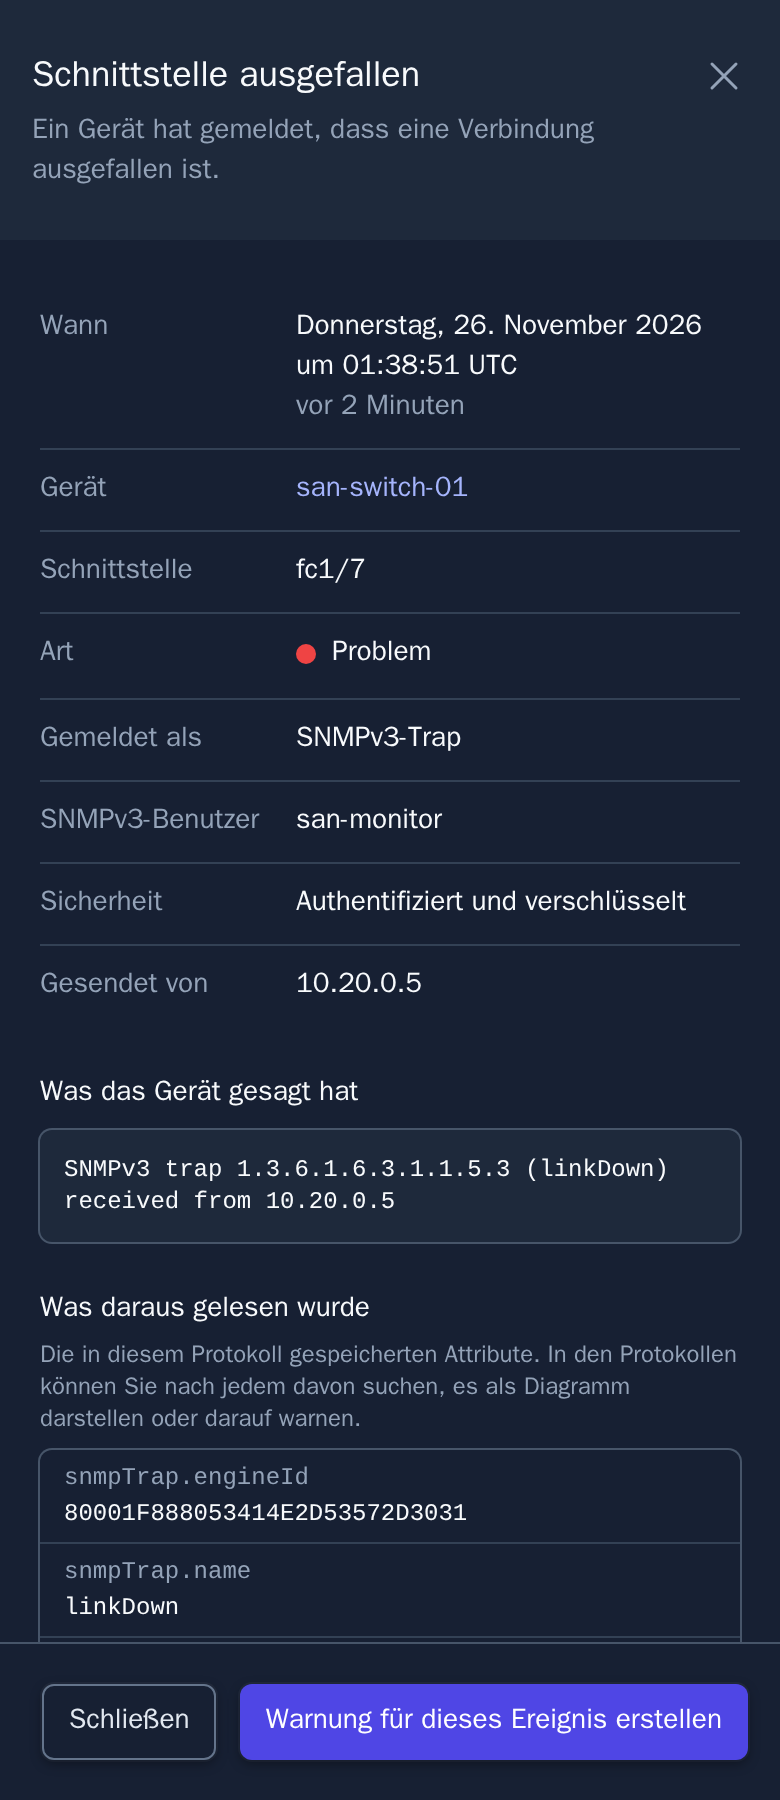 Schnittstelle ausgefallen
Ein Gerät hat gemeldet, dass eine Verbindung
ausgefallen ist.
Wann
Donnerstag, 26. November 2026
um 01:38:51 UTC
vor 2 Minuten
Gerät
san-switch-01
Schnittstelle
fc1/7
Art
Problem
Gemeldet als
SNMPv3-Trap
SNMPv3-Benutzer
san-monitor
Sicherheit
Authentifiziert und verschlüsselt
Gesendet von
10.20.0.5
Was das Gerät gesagt hat
SNMPv3 trap 1.3.6.1.6.3.1.1.5.3 (linkDown)
received from 10.20.0.5
Was daraus gelesen wurde
Die in diesem Protokoll gespeicherten Attribute. In den Protokollen
können Sie nach jedem davon suchen, es als Diagramm
darstellen oder darauf warnen.
snmpTrap.engineId
80001F888053414E2D53572D3031
snmpTrap.name
linkDown
Schließen
Warnung für dieses Ereignis erstellen